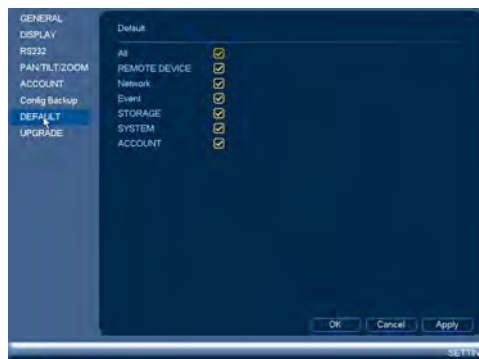 GENERAL
DISPLAY
RS232
PAN/TILT/ZOOM
ACCOUNT
Config Backup
DEFAULT
UPGRADE
Default
All
REMOTE DEVICE
Network
Event
STORAGE
SYSTEM
ACCOUNT
OK Cancel Apply